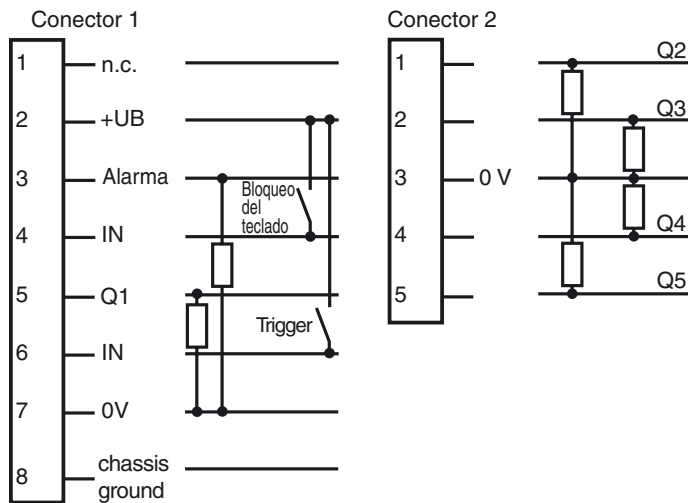 Conector 1
1 n.c.
2 +UB
3 Alarma
4 IN
5 Q1
6 IN
7 0V
8 chassis
ground
Bloqueo
del
teclado
Trigger
Conector 2
1 Q2
2 Q3
3 0 V
4 Q4
5 Q5